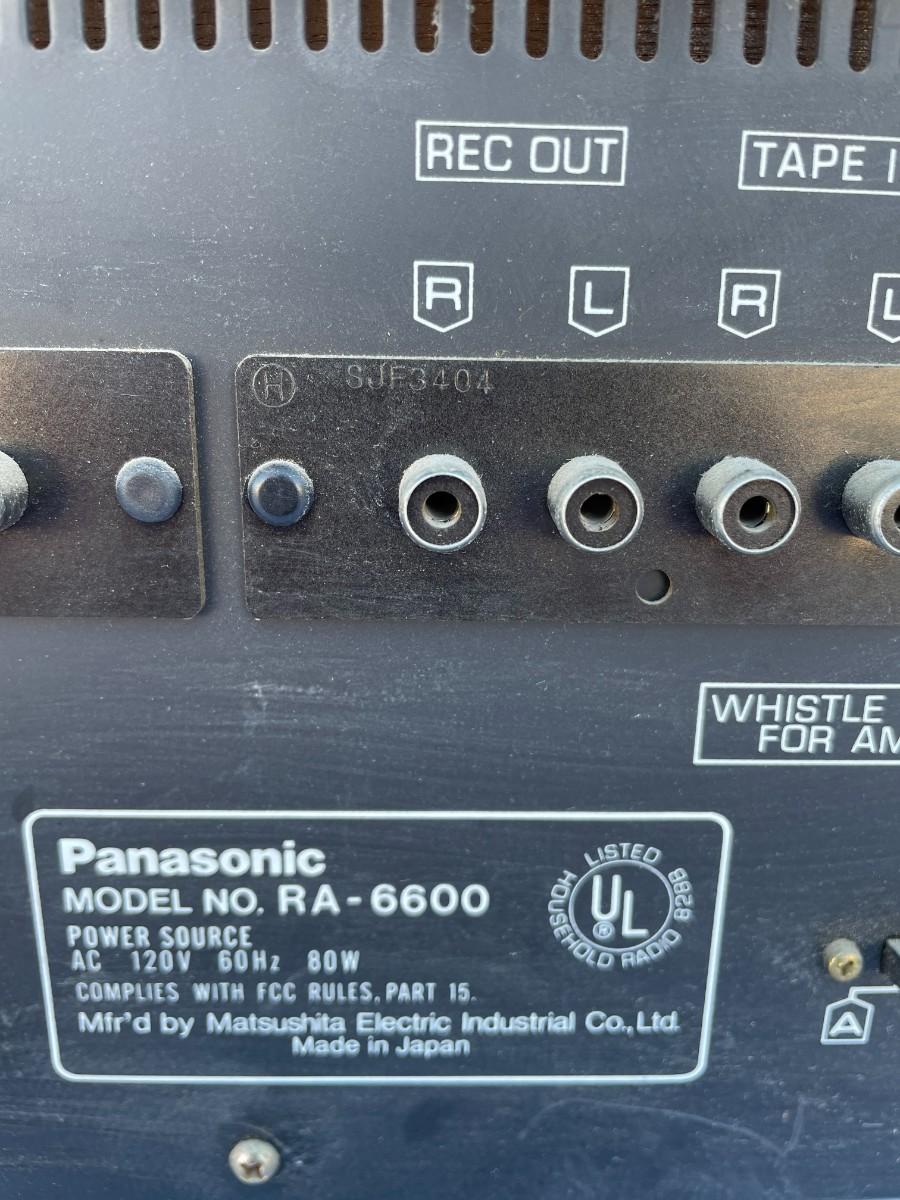 REC OUT
TAPE I
R
L
R
L
H
SJF3404
WHISTLE
FOR AM
Panasonic
MODEL NO. RA-6600
POWER SOURCE
AC 120V 60Hz 80W
COMPLIES WITH FCC RULES, PART 15.
Mfr'd by Matsushita Electric Industrial Co., Ltd.
Made in Japan
LISTED
UL
®
HOUSEHOLD RADIO 828B
A